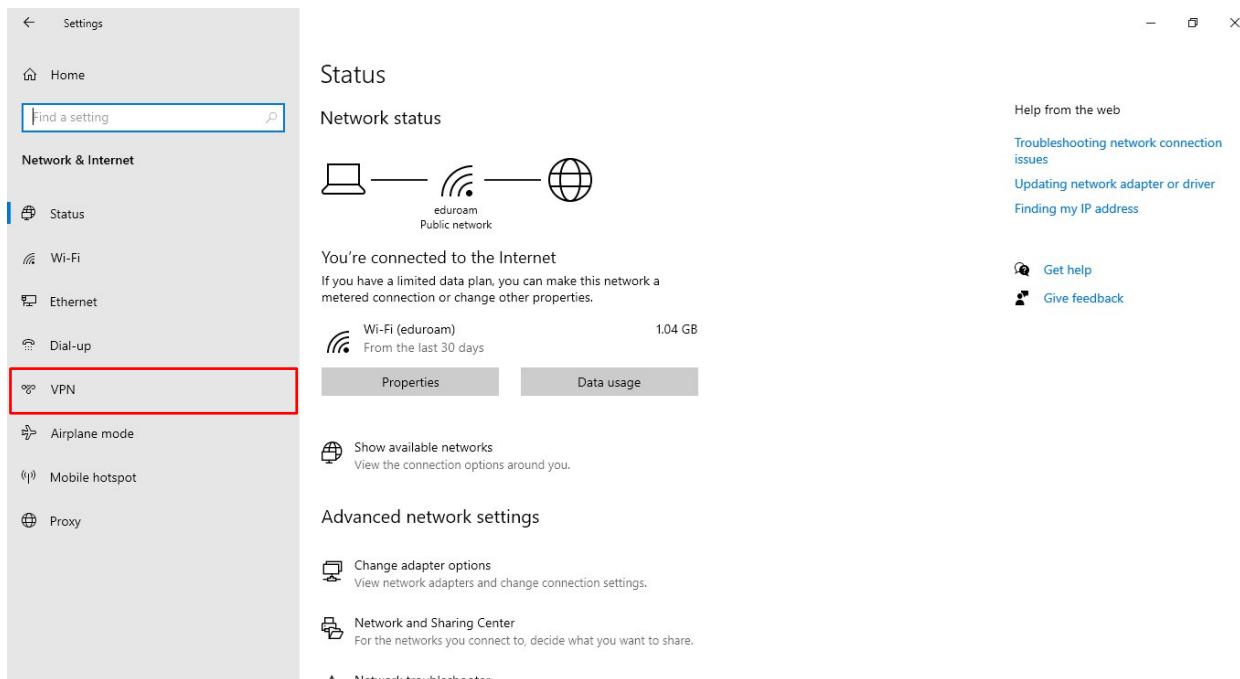 Settings
Home
Find a setting
Network & Internet
Status
Wi-Fi
Ethernet
Dial-up
VPN
Airplane mode
Mobile hotspot
Proxy
Status
Network status
eduroam
Public network
You're connected to the Internet
If you have a limited data plan, you can make this network a
metered connection or change other properties.
Wi-Fi (eduroam) 1.04 GB
From the last 30 days
Properties Data usage
Show available networks
View the connection options around you.
Advanced network settings
Change adapter options
View network adapters and change connection settings.
Network and Sharing Center
For the networks you connect to, decide what you want to share.
Network troubleshooter
Help from the web
Troubleshooting network connection
issues
Updating network adapter or driver
Finding my IP address
Get help
Give feedback